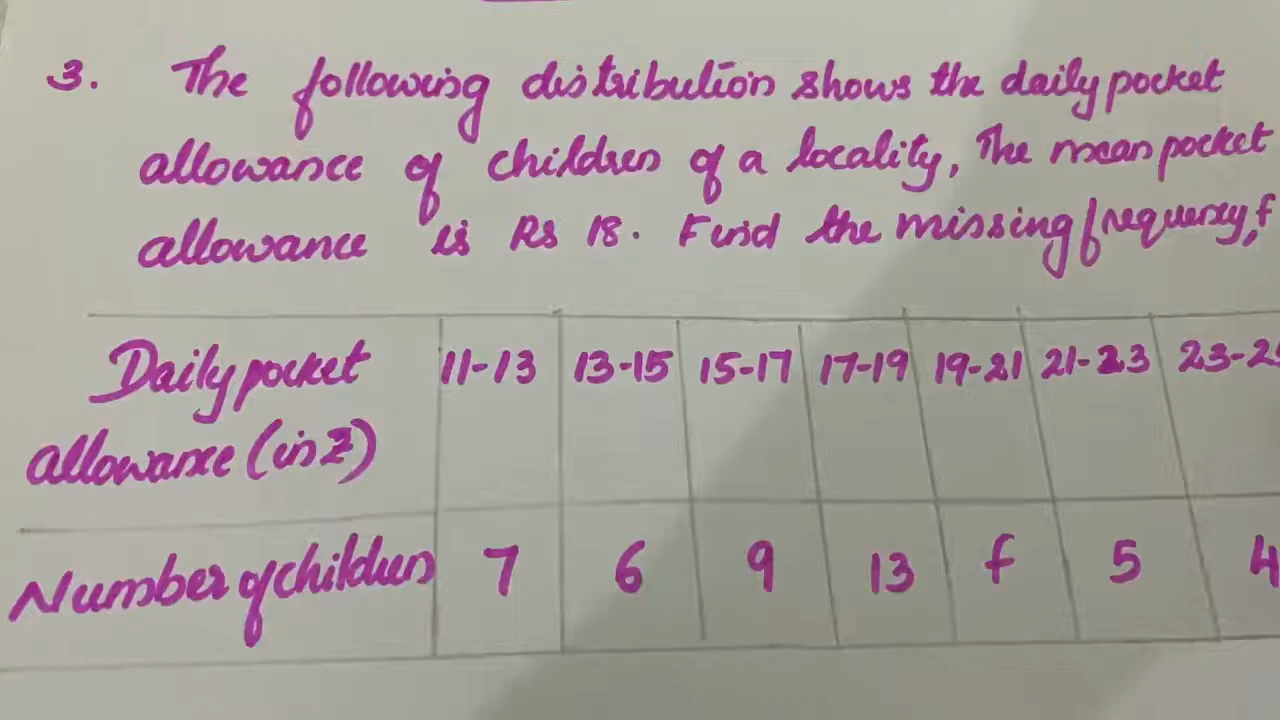 3. The following distribution shows the daily pocket
allowance of children of a locality, The mean pocket
allowance is Rs 18. Find the missing frequency, f
Daily pocket allowance (in ₹) 11-13 13-15 15-17 17-19 19-21 21-23 23-25
Number of children 7 6 9 13 f 5 4